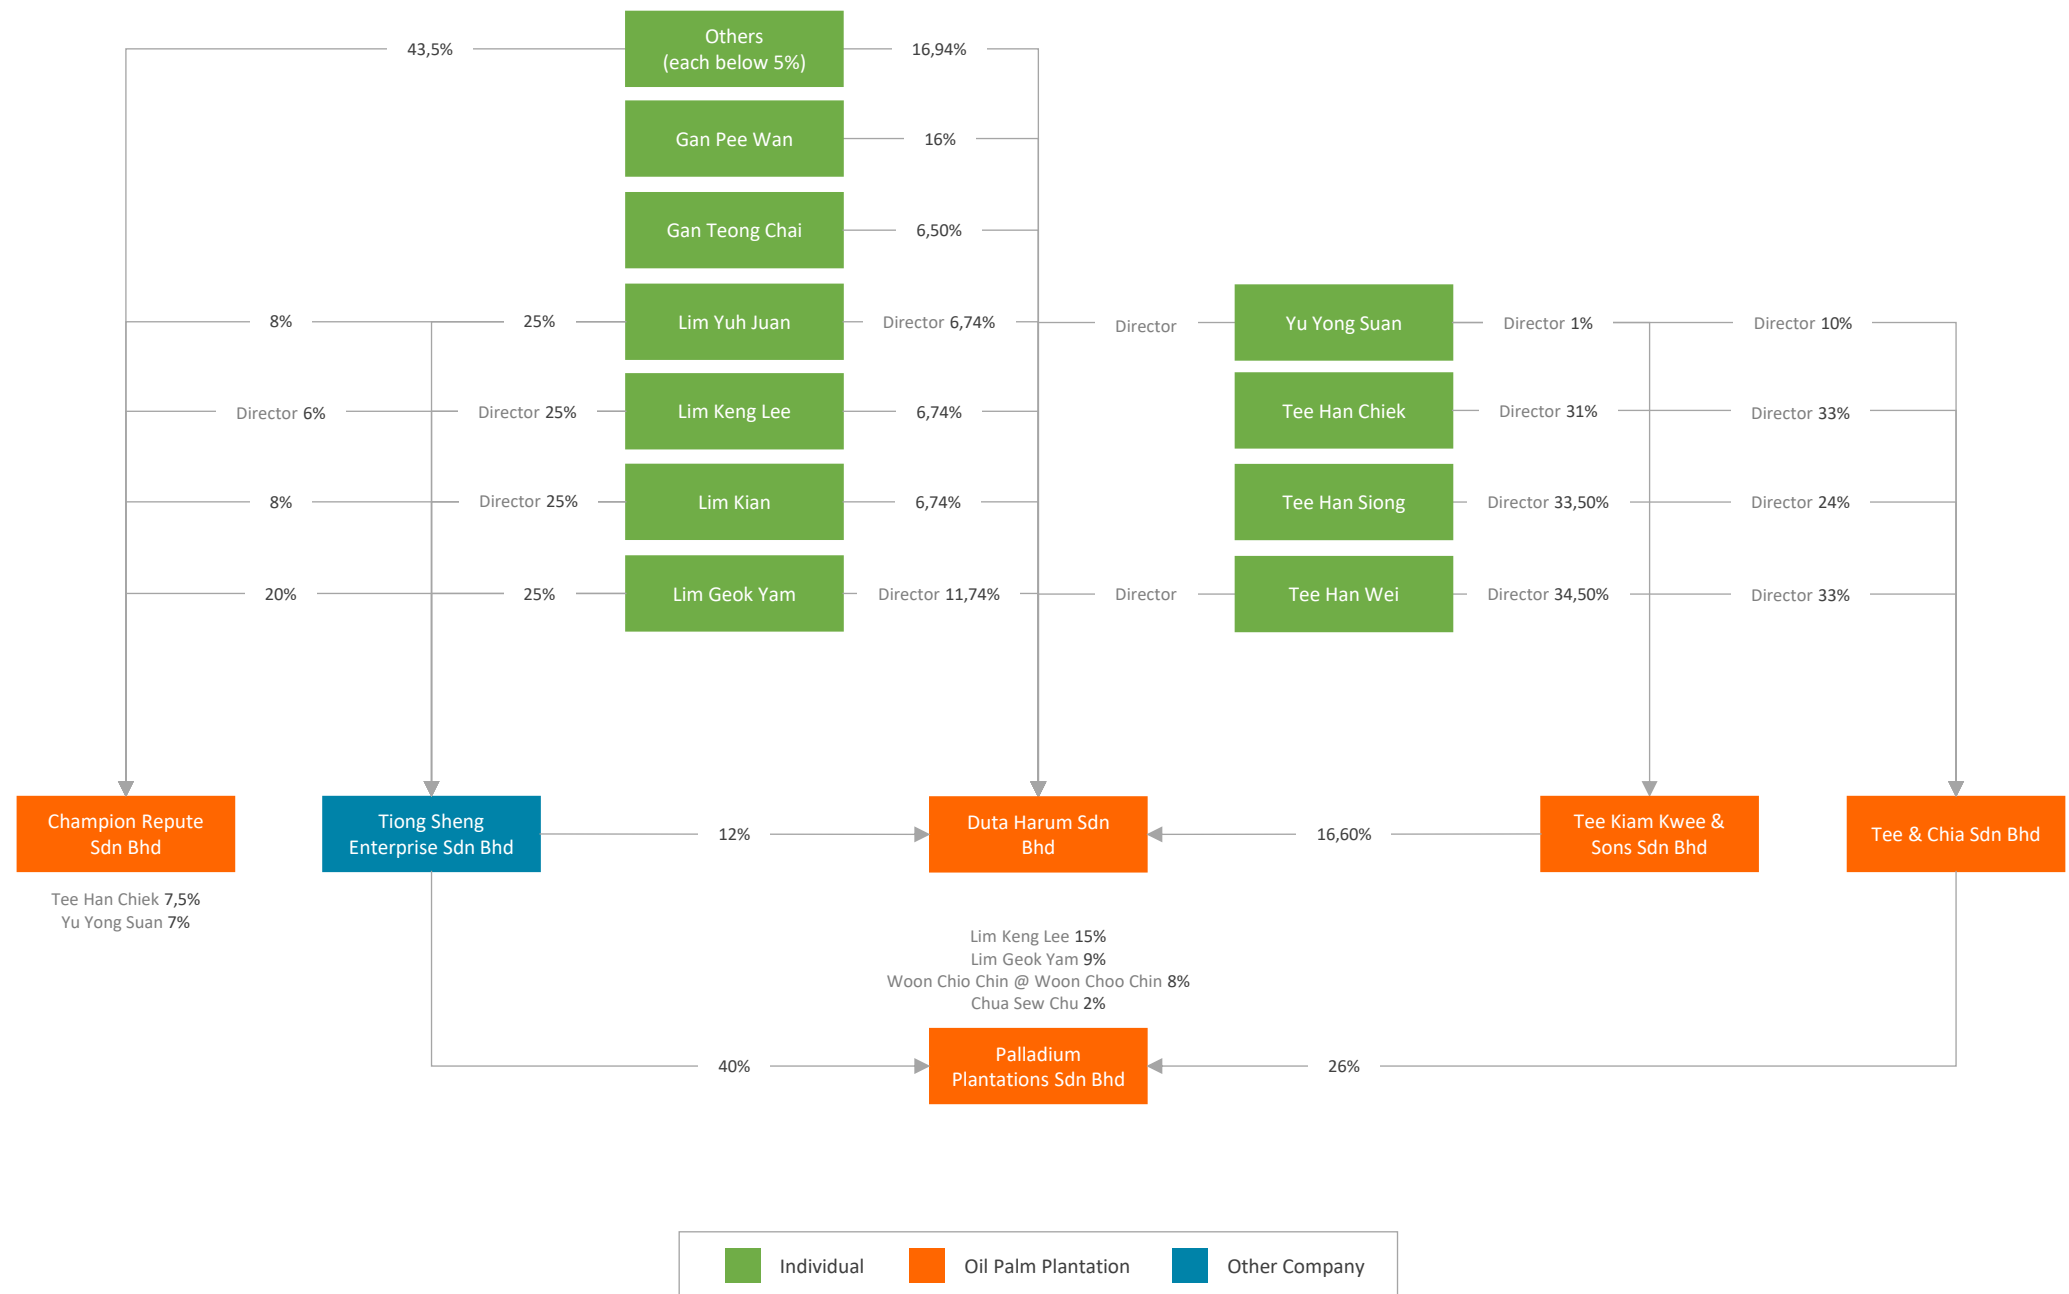 Others
(each below 5%)
43,5%
16,94%
Gan Pee Wan
16%
Gan Teong Chai
6,50%
8%
25%
Lim Yuh Juan
Director 6,74%
Director
Yu Yong Suan
Director 1%
Director 10%
Director 6%
Director 25%
Lim Keng Lee
6,74%
Tee Han Chiek
Director 31%
Director 33%
8%
Director 25%
Lim Kian
6,74%
Tee Han Siong
Director 33,50%
Director 24%
20%
25%
Lim Geok Yam
Director 11,74%
Director
Tee Han Wei
Director 34,50%
Director 33%
Champion Repute
Sdn Bhd
Tiong Sheng
Enterprise Sdn Bhd
12%
Duta Harum Sdn
Bhd
16,60%
Tee Kiam Kwee &
Sons Sdn Bhd
Tee & Chia Sdn Bhd
Tee Han Chiek 7,5%
Yu Yong Suan 7%
Lim Keng Lee 15%
Lim Geok Yam 9%
Woon Chio Chin @ Woon Choo Chin 8%
Chua Sew Chu 2%
40%
Palladium
Plantations Sdn Bhd
26%
Individual
Oil Palm Plantation
Other Company